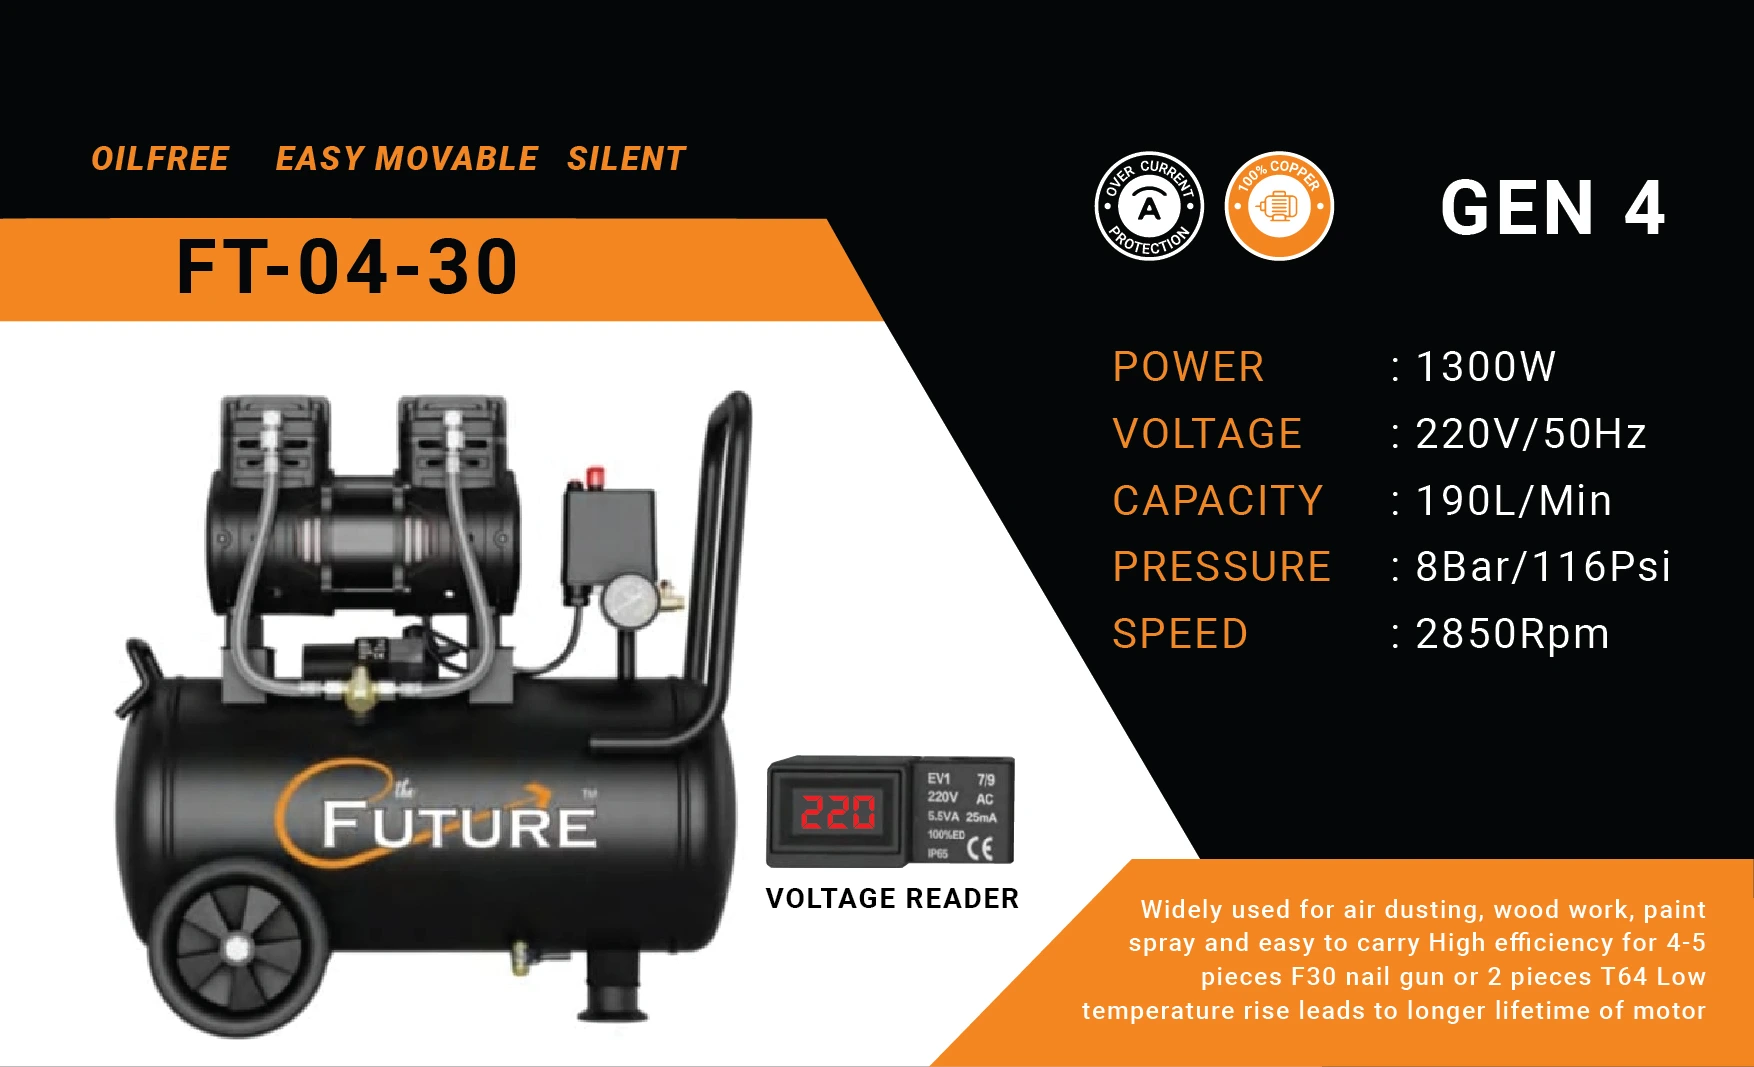 OILFREE EASY MOVABLE SILENT
FT-04-30
OVER CURRENT
A
PROTECTION
100% COPPER
GEN 4
POWER : 1300W
VOLTAGE : 220V/50Hz
CAPACITY : 190L/Min
PRESSURE : 8Bar/116Psi
SPEED : 2850Rpm
the
FUTURE TM
220
EV1 7/9
220V AC
5.5VA 25mA
100%ED
IP65 CE
VOLTAGE READER
Widely used for air dusting, wood work, paint
spray and easy to carry High efficiency for 4-5
pieces F30 nail gun or 2 pieces T64 Low
temperature rise leads to longer lifetime of motor